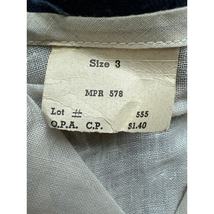 Size 3
MPR 578
Lot # 555
O.P.A. C.P. $1.40